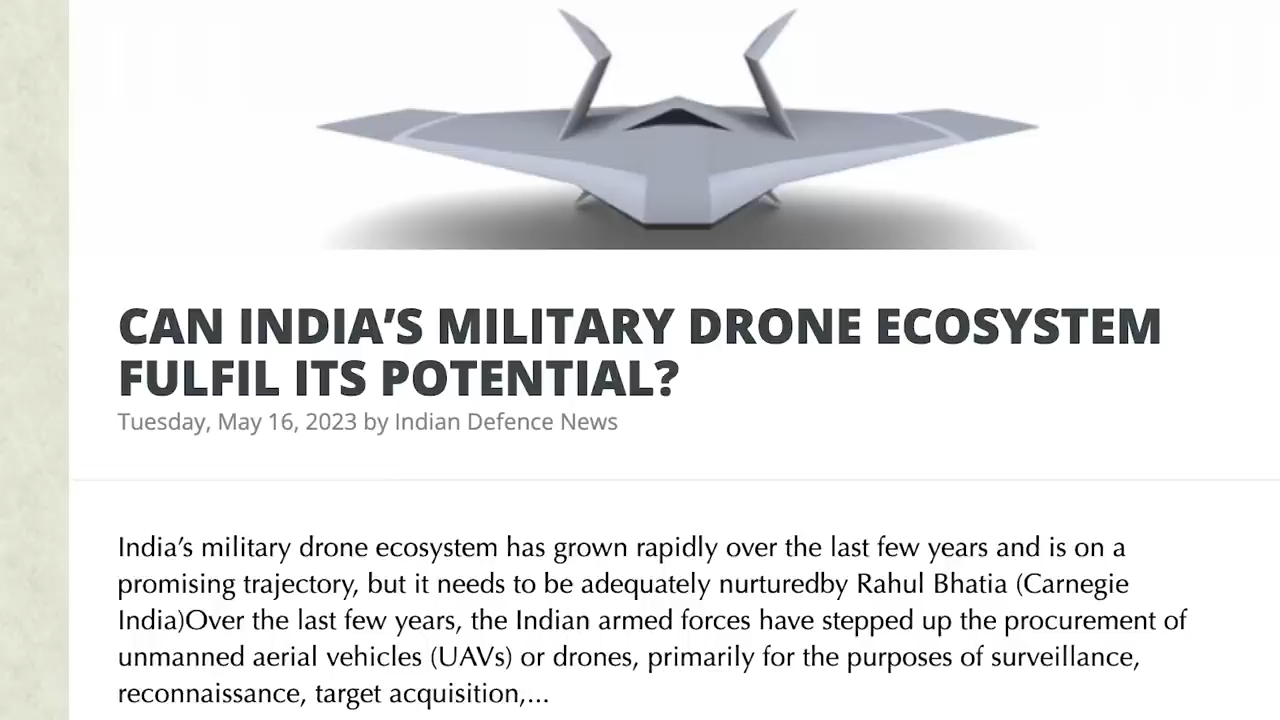 CAN INDIA’S MILITARY DRONE ECOSYSTEM
FULFIL ITS POTENTIAL?
Tuesday, May 16, 2023 by Indian Defence News
India’s military drone ecosystem has grown rapidly over the last few years and is on a
promising trajectory, but it needs to be adequately nurturedby Rahul Bhatia (Carnegie
India)Over the last few years, the Indian armed forces have stepped up the procurement of
unmanned aerial vehicles (UAVs) or drones, primarily for the purposes of surveillance,
reconnaissance, target acquisition,...